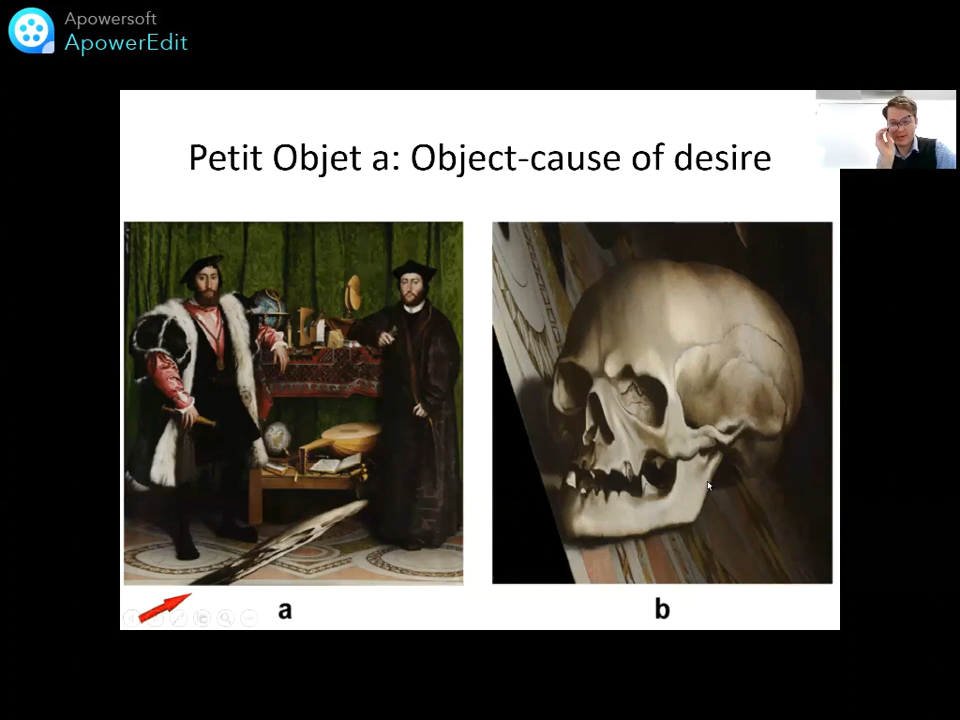 Apowersoft
ApowerEdit
Petit Objet a: Object-cause of desire
a
b